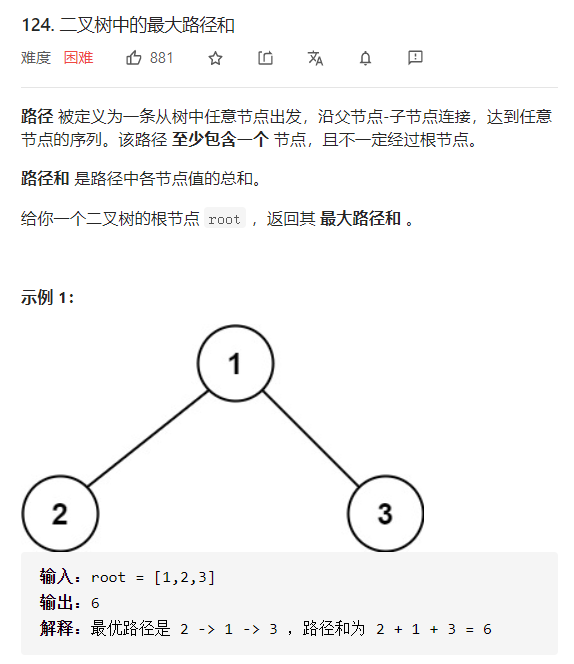 124. 二叉树中的最大路径和
难度 困难 881
路径 被定义为一条从树中任意节点出发，沿父节点-子节点连接，达到任意
节点的序列。该路径 至少包含一个 节点，且不一定经过根节点。
路径和 是路径中各节点值的总和。
给你一个二叉树的根节点 root ，返回其 最大路径和 。
示例 1：
1
2 3
输入：root = [1,2,3]
输出：6
解释：最优路径是 2 -> 1 -> 3 ，路径和为 2 + 1 + 3 = 6